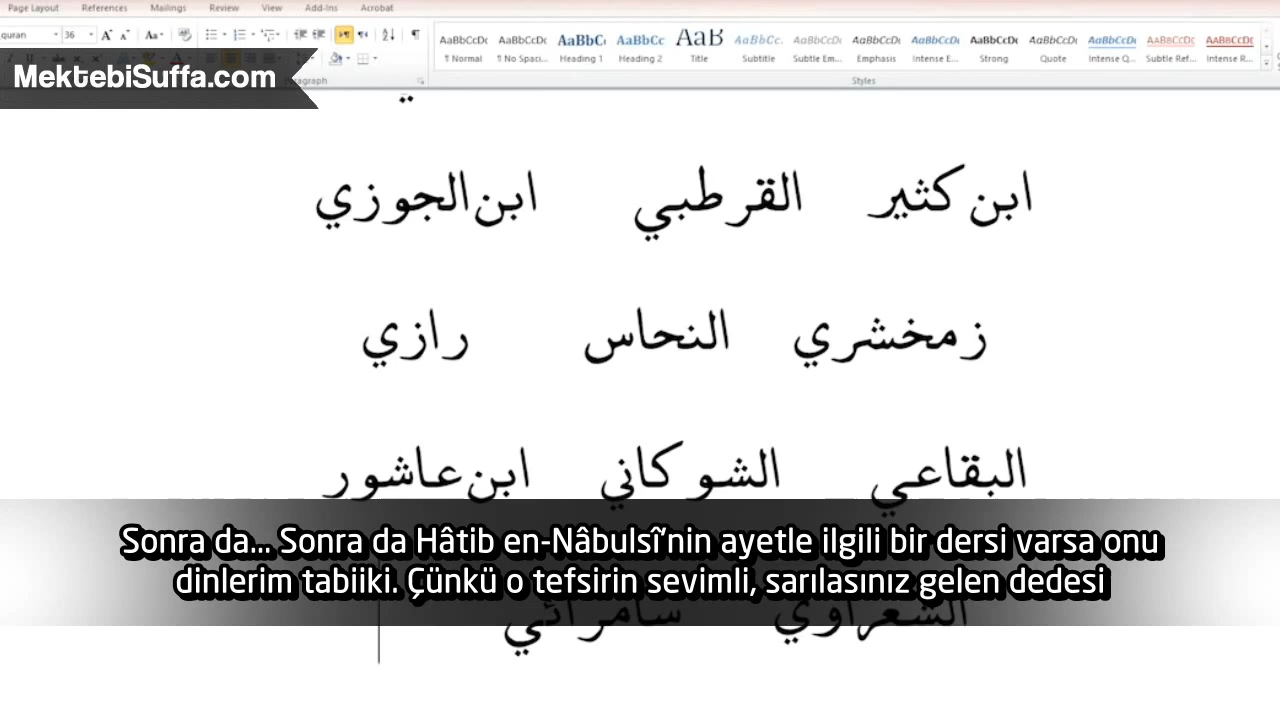 Page Layout References Mailings Review View Add-Ins Acrobat
quran 36
AaBbCcDc AaBbCcDc AaBbC AaBbCc AaB AaBbCc. AaBbCcDc AaBbCcDc AaBbCcDc AaBbCcDc AaBbCcDc AaBbCcDc AaBbCcDc AaBbCcDc
¶ Normal ¶ No Spaci... Heading 1 Heading 2 Title Subtitle Subtle Em... Emphasis Intense E... Strong Quote Intense Q... Subtle Ref... Intense R...
Styles
MektebiSuffa.com
ابن كثير القرطبي ابن الجوزي
زمخشري النحاس رازي
البقاعي الشوكاني ابن عاشور
الشعراوي سامرائي
Sonra da... Sonra da Hâtib en-Nâbulsî'nin ayetle ilgili bir dersi varsa onu
dinlerim tabiiki. Çünkü o tefsirin sevimli, sarılasınız gelen dedesi